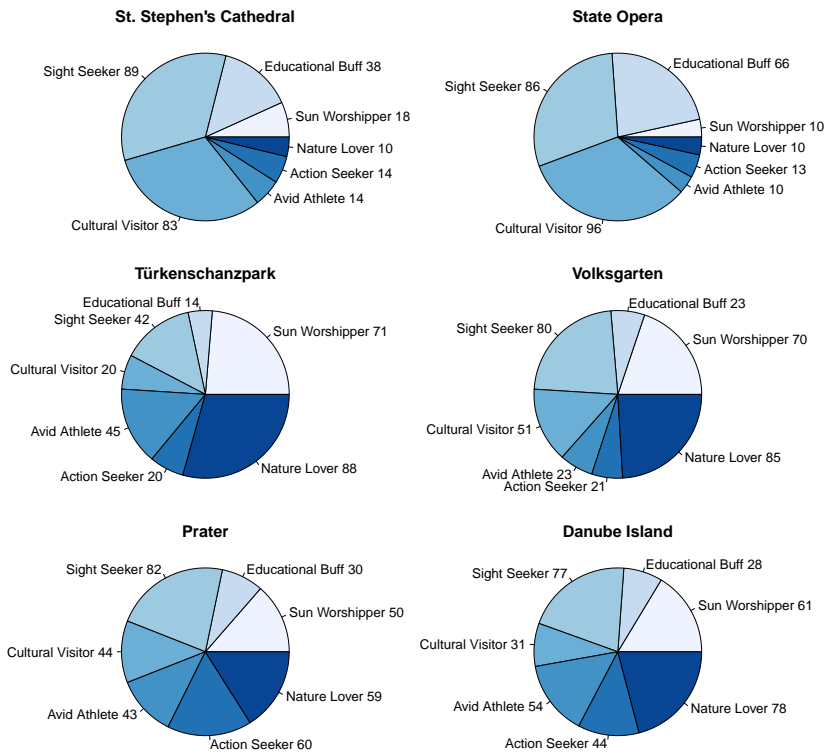 St. Stephen's Cathedral
Sight Seeker 89
Educational Buff 38
Sun Worshipper 18
Nature Lover 10
Action Seeker 14
Avid Athlete 14
Cultural Visitor 83
State Opera
Educational Buff 66
Sight Seeker 86
Sun Worshipper 10
Nature Lover 10
Action Seeker 13
Avid Athlete 10
Cultural Visitor 96
Türkenschanzpark
Educational Buff 14
Sight Seeker 42
Sun Worshipper 71
Cultural Visitor 20
Avid Athlete 45
Nature Lover 88
Action Seeker 20
Volksgarten
Educational Buff 23
Sight Seeker 80
Sun Worshipper 70
Cultural Visitor 51
Nature Lover 85
Avid Athlete 23
Action Seeker 21
Prater
Sight Seeker 82
Educational Buff 30
Sun Worshipper 50
Cultural Visitor 44
Nature Lover 59
Avid Athlete 43
Action Seeker 60
Danube Island
Educational Buff 28
Sight Seeker 77
Sun Worshipper 61
Cultural Visitor 31
Avid Athlete 54
Nature Lover 78
Action Seeker 44